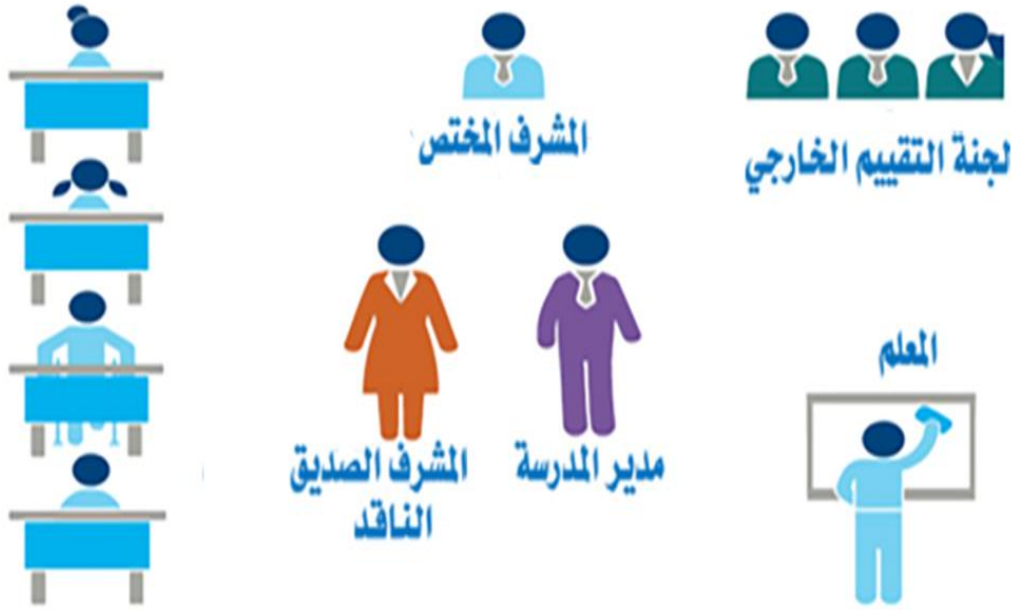 لجنة التقييم الخارجي
المشرف المختص
المعلم
مدير المدرسة
المشرف الصديق
الناقد